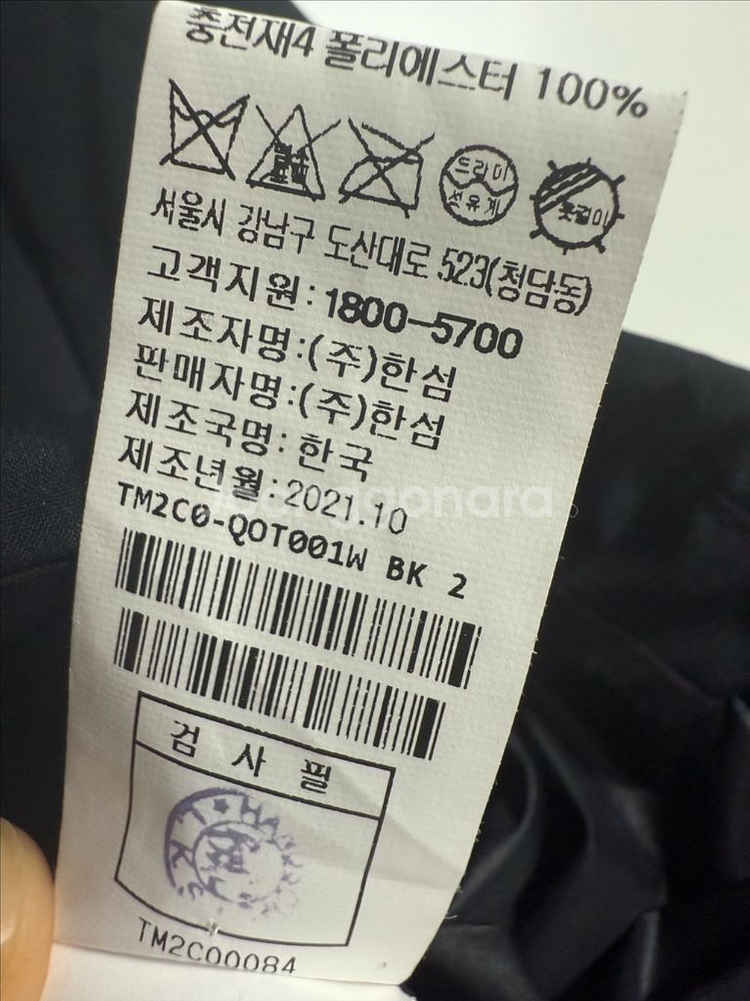 충전재4 폴리에스터 100%
드라이
석유계
옷걸이
서울시 강남구 도산대로 523(청담동)
고객지원:1800-5700
제조자명:(주)한섬
판매자명:(주)한섬
제조국명:한국
제조년월:2021.10
TM2C0-QOT001W BK 2
검 사 필
TM2C00084